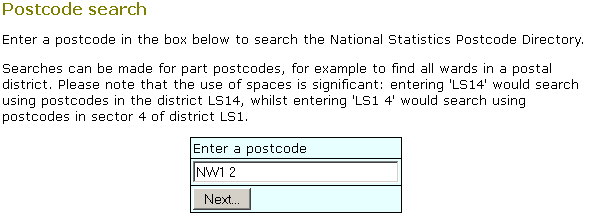 Postcode search
Enter a postcode in the box below to search the National Statistics Postcode Directory.
Searches can be made for part postcodes, for example to find all wards in a postal
district. Please note that the use of spaces is significant: entering 'LS14' would search
using postcodes in the district LS14, whilst entering 'LS1 4' would search using
postcodes in sector 4 of district LS1.
Enter a postcode
NW1 2
Next...